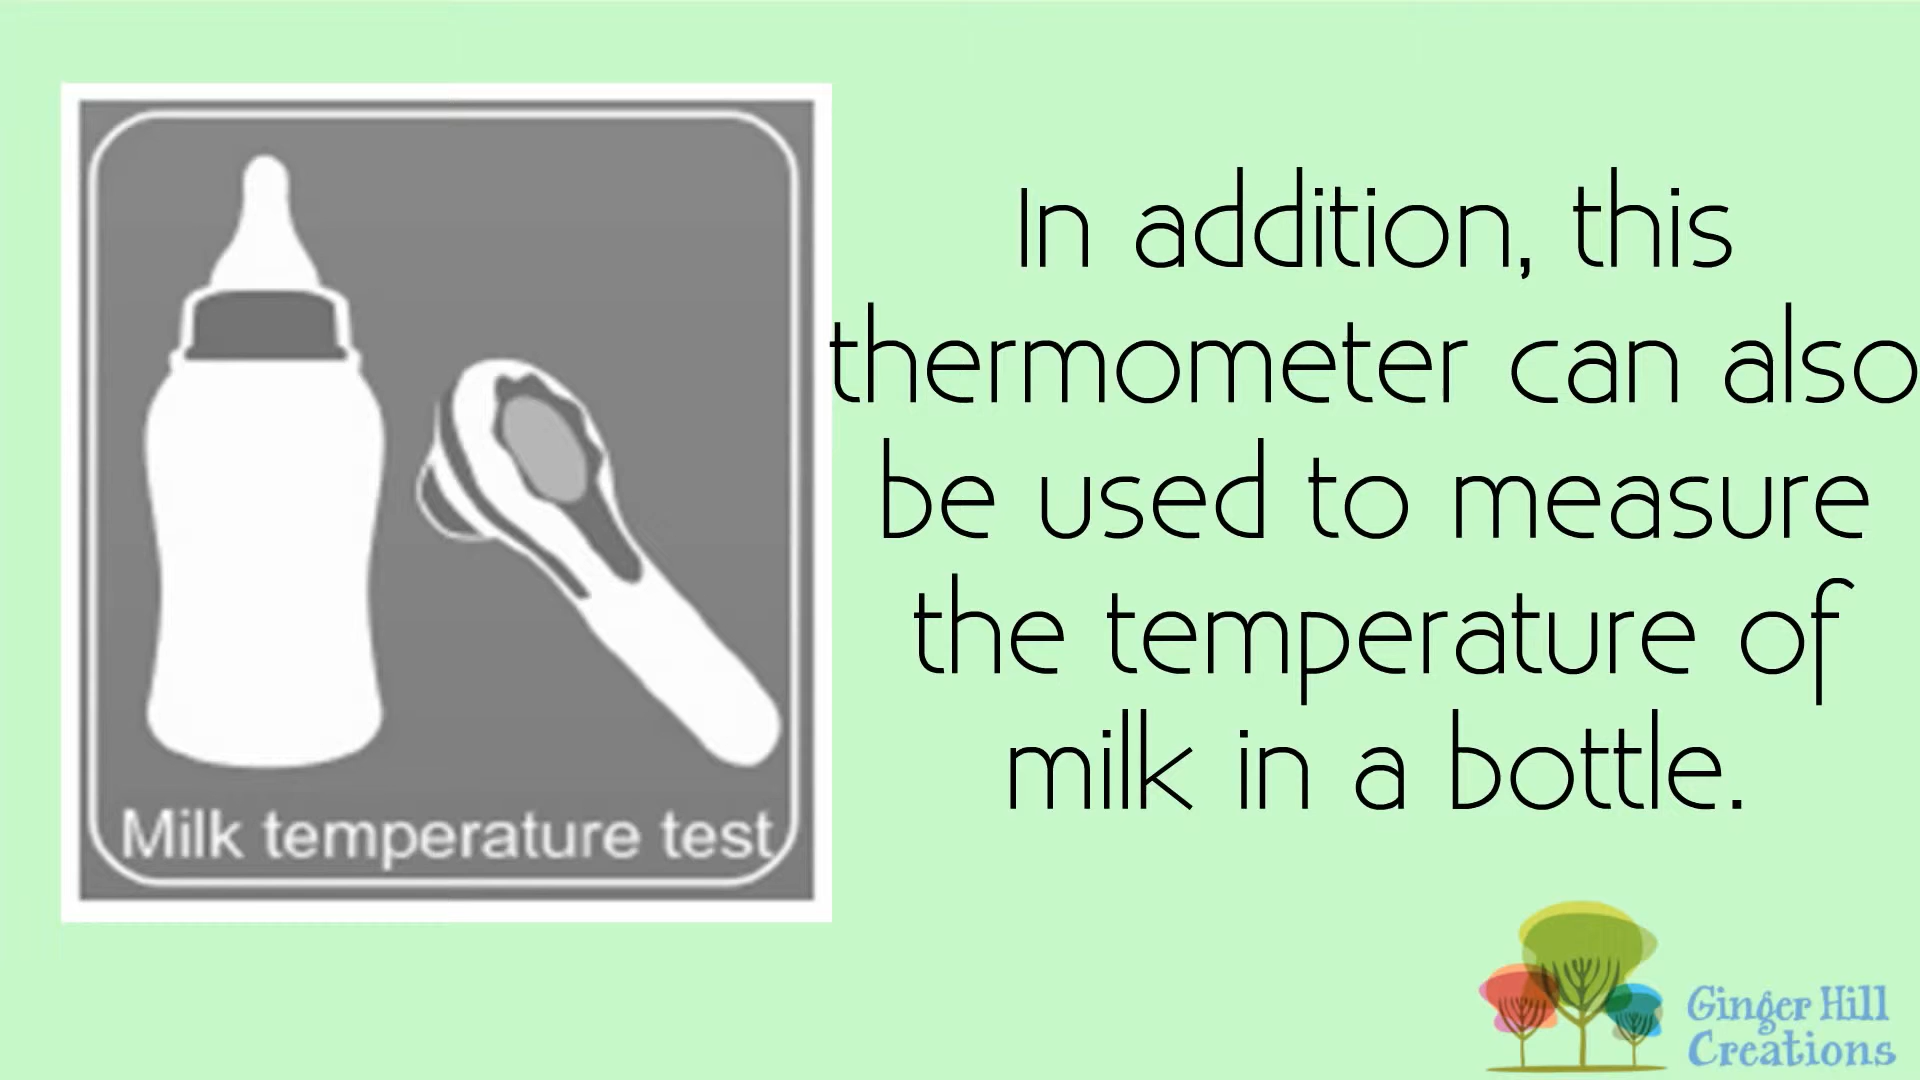 In addition, this
thermometer can also
be used to measure
the temperature of
milk in a bottle.
Milk temperature test
Ginger Hill
Creations